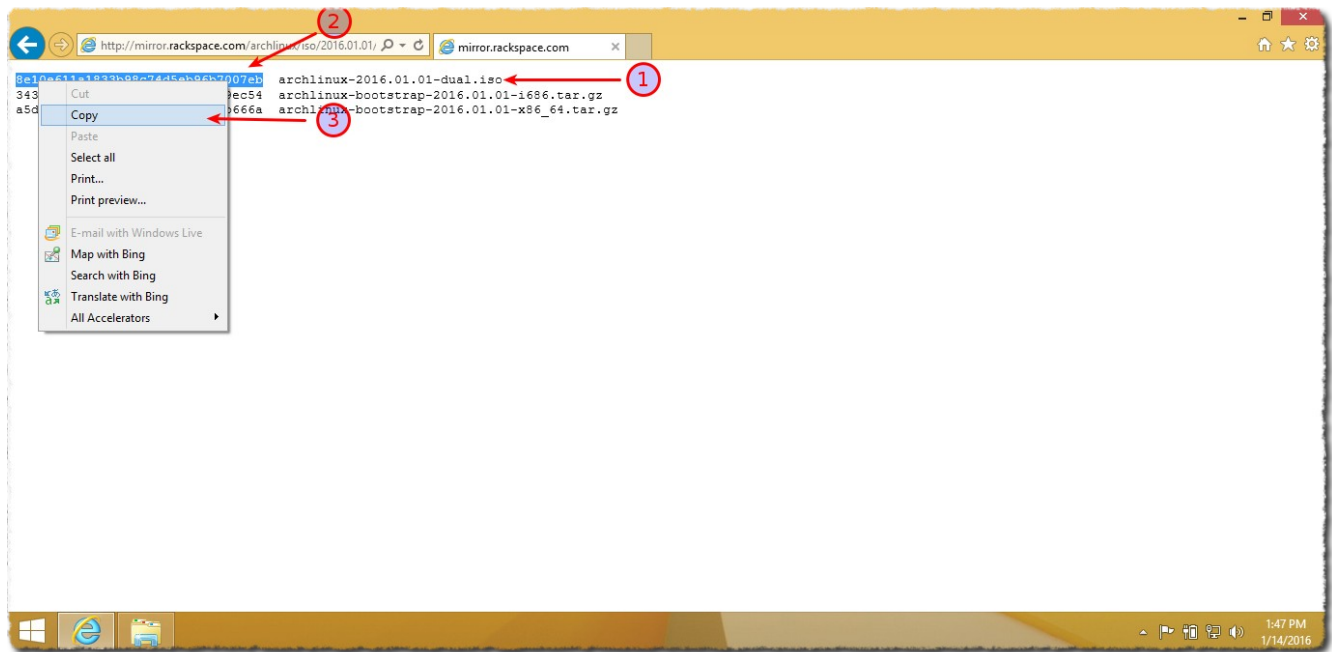 2
http://mirror.rackspace.com/archlinux/iso/2016.01.01/
mirror.rackspace.com
8e10e611a1833b98c74d5eb96b7007eb archlinux-2016.01.01-dual.iso
1
343 9ec54 archlinux-bootstrap-2016.01.01-i686.tar.gz
a5d 666a archlinux-bootstrap-2016.01.01-x86_64.tar.gz
3
Cut
Copy
Paste
Select all
Print...
Print preview...
E-mail with Windows Live
Map with Bing
Search with Bing
Translate with Bing
All Accelerators
1:47 PM
1/14/2016